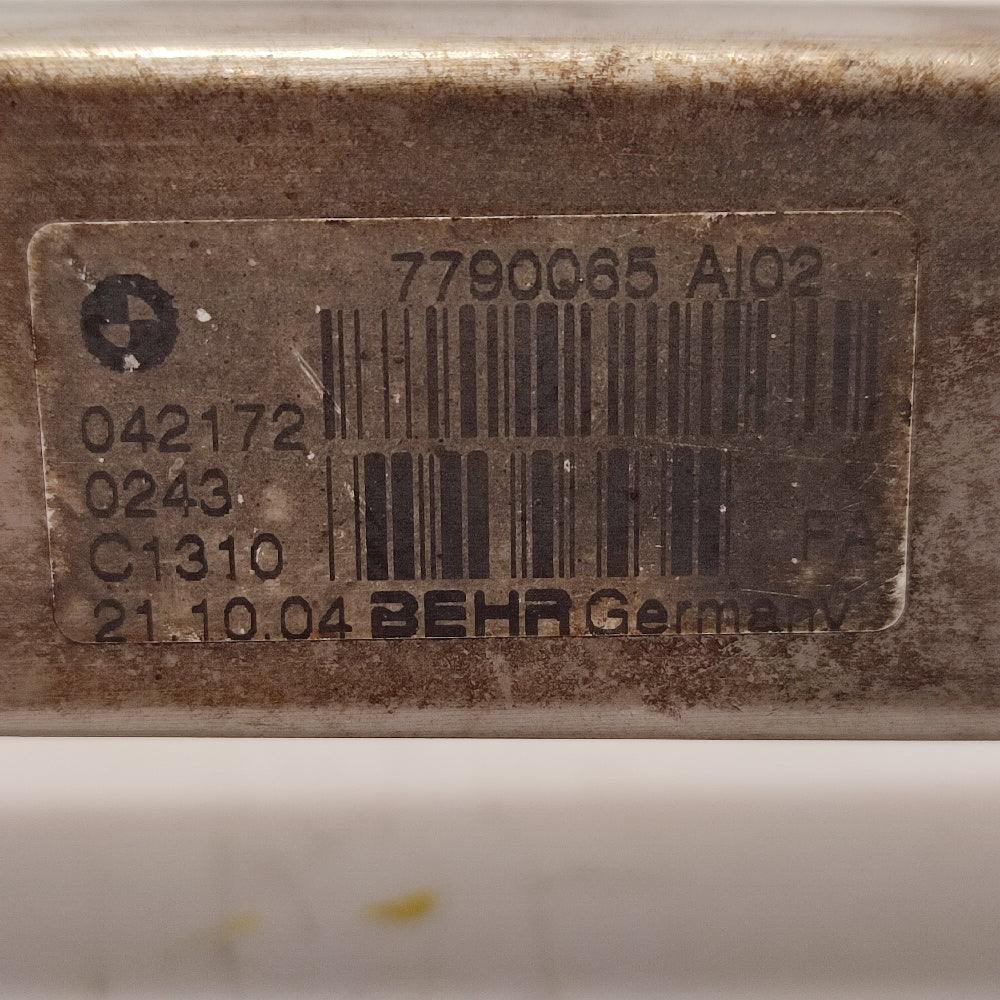 7790065 AI02
042172
0243
C1310
FA
21.10.04 BEHR Germany